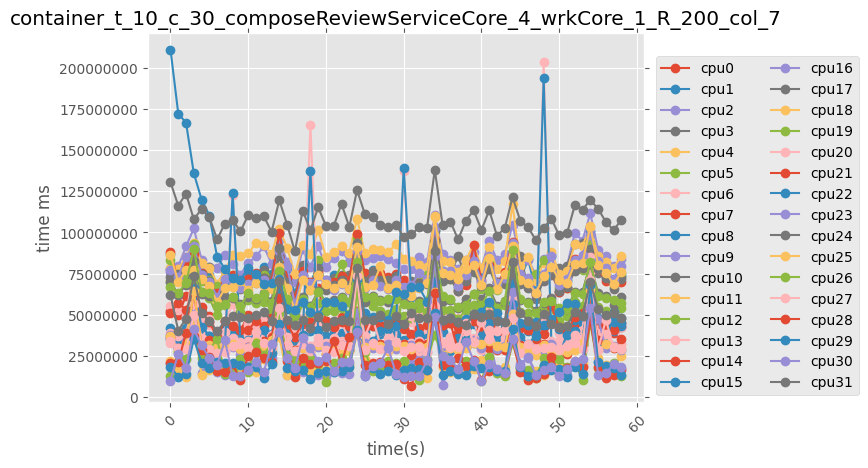 container_t_10_c_30_composeReviewServiceCore_4_wrkCore_1_R_200_col_7
200000000
175000000
150000000
125000000
100000000
75000000
50000000
25000000
0
time ms
0
10
20
30
40
50
60
time(s)
cpu0
cpu1
cpu2
cpu3
cpu4
cpu5
cpu6
cpu7
cpu8
cpu9
cpu10
cpu11
cpu12
cpu13
cpu14
cpu15
cpu16
cpu17
cpu18
cpu19
cpu20
cpu21
cpu22
cpu23
cpu24
cpu25
cpu26
cpu27
cpu28
cpu29
cpu30
cpu31